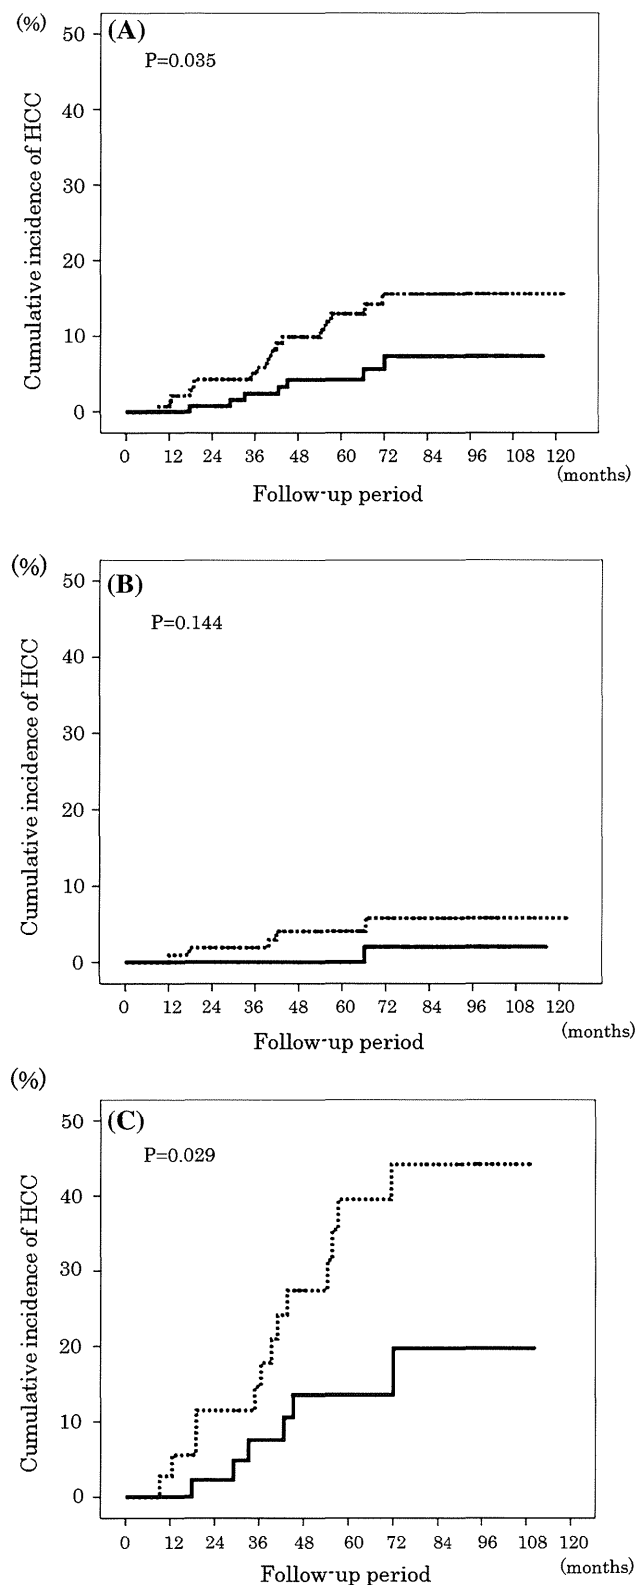 (%)
(A)
P=0.035
50
40
30
20
10
0
Cumulative incidence of HCC
0 12 24 36 48 60 72 84 96 108 120
(months)
Follow-up period
(%)
(B)
P=0.144
50
40
30
20
10
0
Cumulative incidence of HCC
0 12 24 36 48 60 72 84 96 108 120
(months)
Follow-up period
(%)
(C)
P=0.029
50
40
30
20
10
0
Cumulative incidence of HCC
0 12 24 36 48 60 72 84 96 108 120
(months)
Follow-up period